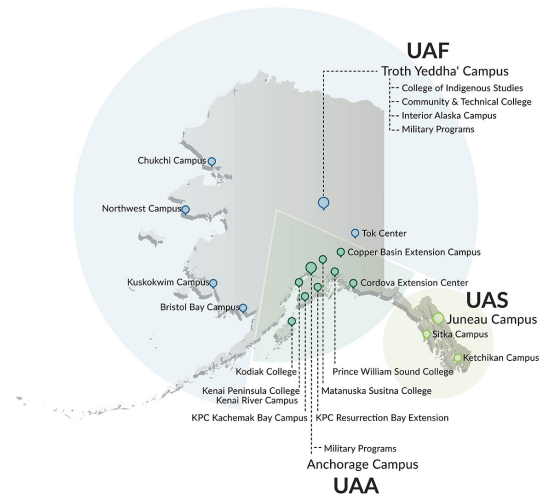 UAF
Troth Yeddha' Campus
College of Indigenous Studies
Community & Technical College
Interior Alaska Campus
Military Programs
Chukchi Campus
Northwest Campus
Tok Center
Copper Basin Extension Campus
Kuskokwim Campus
Cordova Extension Center
Bristol Bay Campus
UAS
Juneau Campus
Sitka Campus
Ketchikan Campus
Kodiak College
Prince William Sound College
Kenai Peninsula College
Kenai River Campus
Matanuska Susitna College
KPC Kachemak Bay Campus
KPC Resurrection Bay Extension
Military Programs
Anchorage Campus
UAA